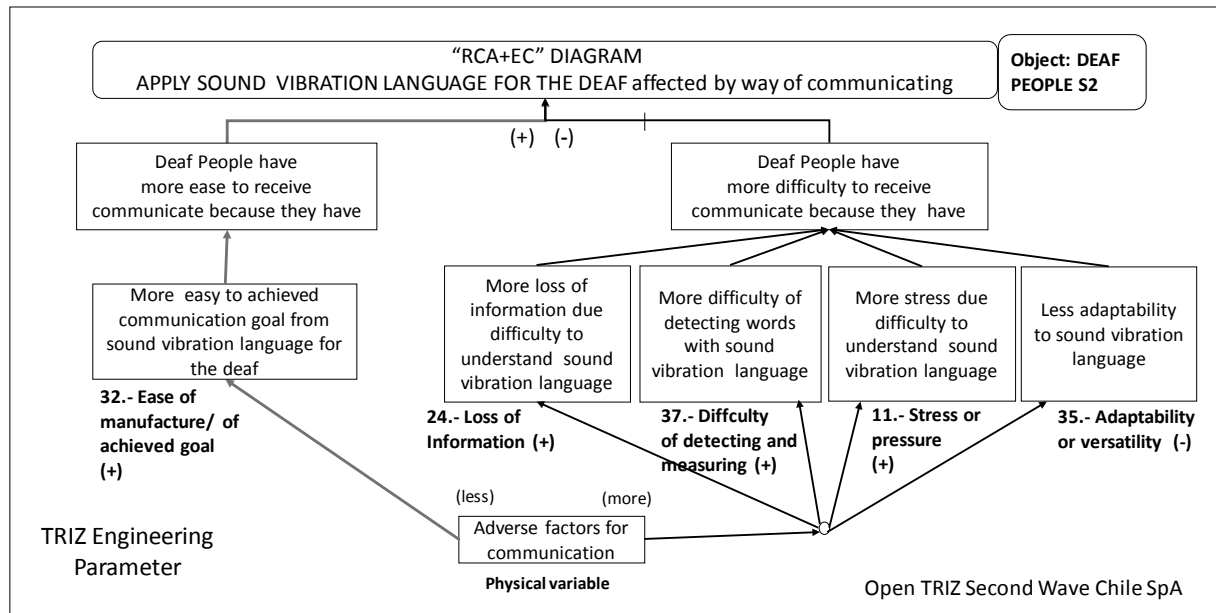 “RCA+EC” DIAGRAM
APPLY SOUND VIBRATION LANGUAGE FOR THE DEAF affected by way of communicating
Object: DEAF
PEOPLE S2
(+) (-)
Deaf People have
more ease to receive
communicate because they have
Deaf People have
more difficulty to receive
communicate because they have
More easy to achieved
communication goal from
sound vibration language for
the deaf
More loss of
information due
difficulty to
understand sound
vibration language
More difficulty of
detecting words
with sound
vibration language
More stress due
difficulty to
understand sound
vibration language
Less adaptability
to sound vibration
language
32.- Ease of
manufacture/ of
achieved goal
(+)
24.- Loss of
Information (+)
37.- Diffculty
of detecting and
measuring (+)
11.- Stress or
pressure
(+)
35.- Adaptability
or versatility (-)
(less)
(more)
Adverse factors for
communication
Physical variable
TRIZ Engineering
Parameter
Open TRIZ Second Wave Chile SpA